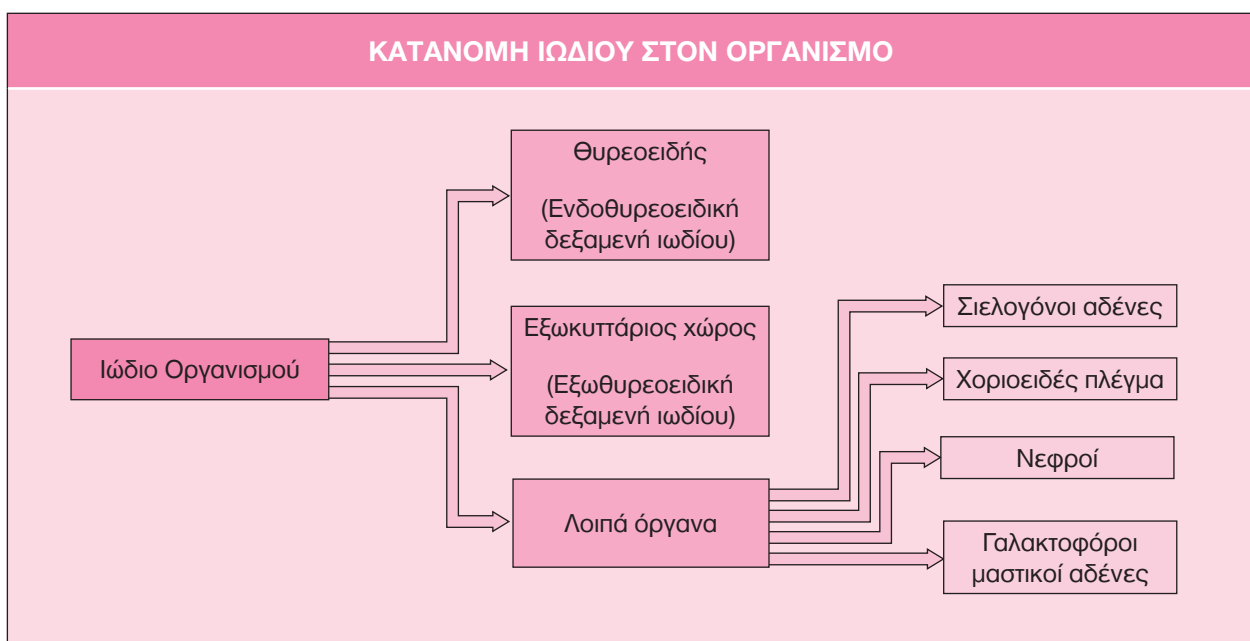 ΚΑΤΑΝΟΜΗ ΙΩΔΙΟΥ ΣΤΟΝ ΟΡΓΑΝΙΣΜΟ
Ιώδιο Οργανισμού
Θυρεοειδής
(Ενδοθυρεοειδική
δεξαμενή ιωδίου)
Εξωκυττάριος χώρος
(Εξωθυρεοειδική
δεξαμενή ιωδίου)
Λοιπά όργανα
Σιελογόνοι αδένες
Χοριοειδές πλέγμα
Νεφροί
Γαλακτοφόροι
μαστικοί αδένες